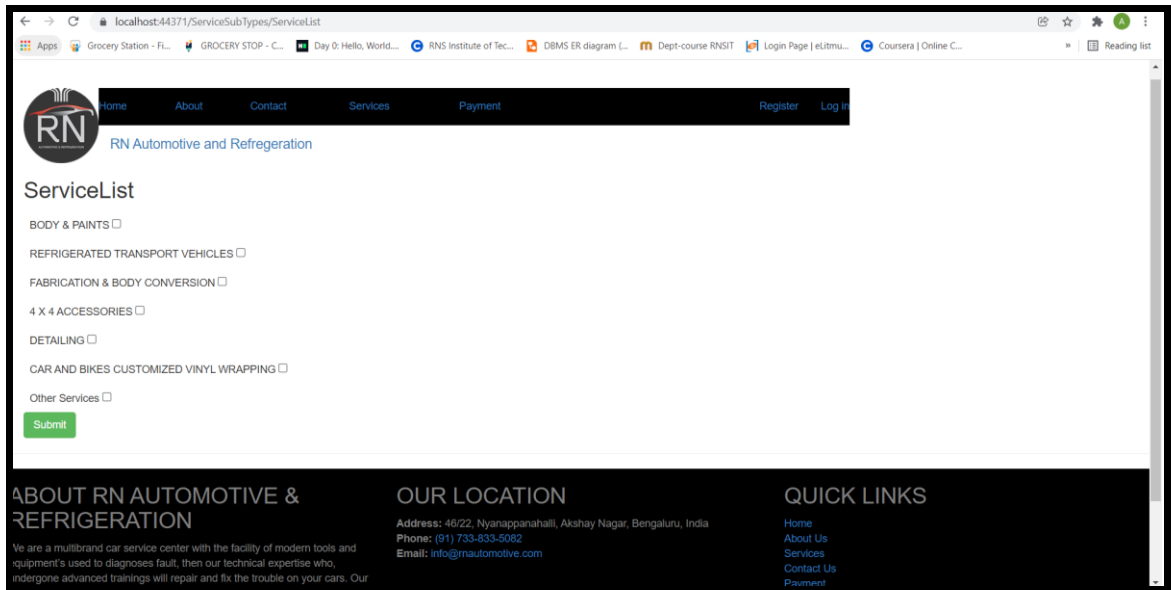 localhost:44371/ServiceSubTypes/ServiceList
Apps Grocery Station - Fi... GROCERY STOP - C... Day 0: Hello, World.... RNS Institute of Tec... DBMS ER diagram (... Dept-course RNSIT Login Page | eLitmu... Coursera | Online C... » Reading list
A
RN
Home About Contact Services Payment Register Log in
RN Automotive and Refregeration
ServiceList
BODY & PAINTS
REFRIGERATED TRANSPORT VEHICLES
FABRICATION & BODY CONVERSION
4 X 4 ACCESSORIES
DETAILING
CAR AND BIKES CUSTOMIZED VINYL WRAPPING
Other Services
Submit
ABOUT RN AUTOMOTIVE &
REFRIGERATION
We are a multibrand car service center with the facility of modern tools and
equipment's used to diagnoses fault, then our technical expertise who,
undergone advanced trainings will repair and fix the trouble on your cars. Our
OUR LOCATION
Address: 46/22, Nyanappanahalli, Akshay Nagar, Bengaluru, India
Phone: (91) 733-833-5082
Email: info@rnautomotive.com
QUICK LINKS
Home
About Us
Services
Contact Us
Payment